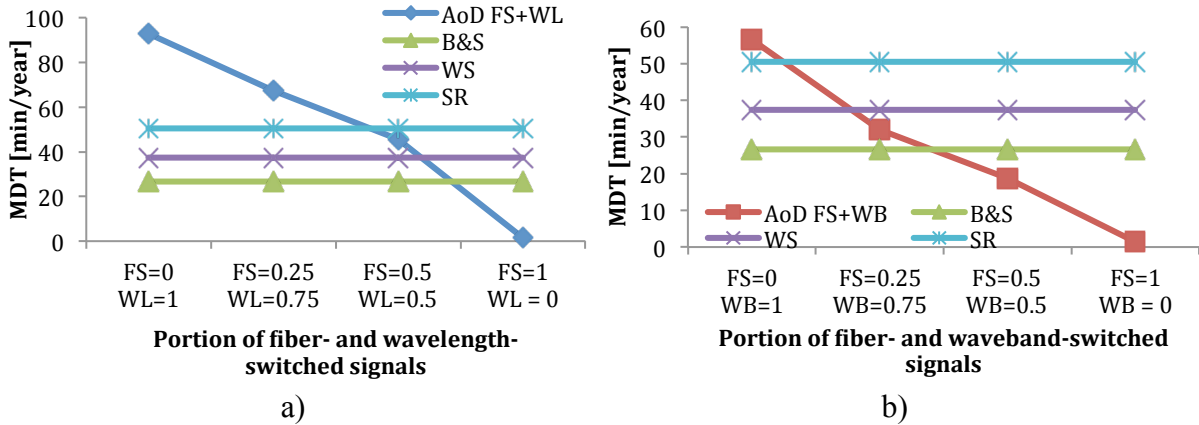 MDT [min/year]
100
80
60
40
20
0
AoD FS+WL
B&S
WS
SR
FS=0 FS=0.25 FS=0.5 FS=1
WL=1 WL=0.75 WL=0.5 WL = 0
Portion of fiber- and wavelength-
switched signals
a)
MDT [min/year]
60
50
40
30
20
10
0
AoD FS+WB B&S
WS SR
FS=0 FS=0.25 FS=0.5 FS=1
WB=1 WB=0.75 WB=0.5 WB = 0
Portion of fiber- and waveband-switched
signals
b)